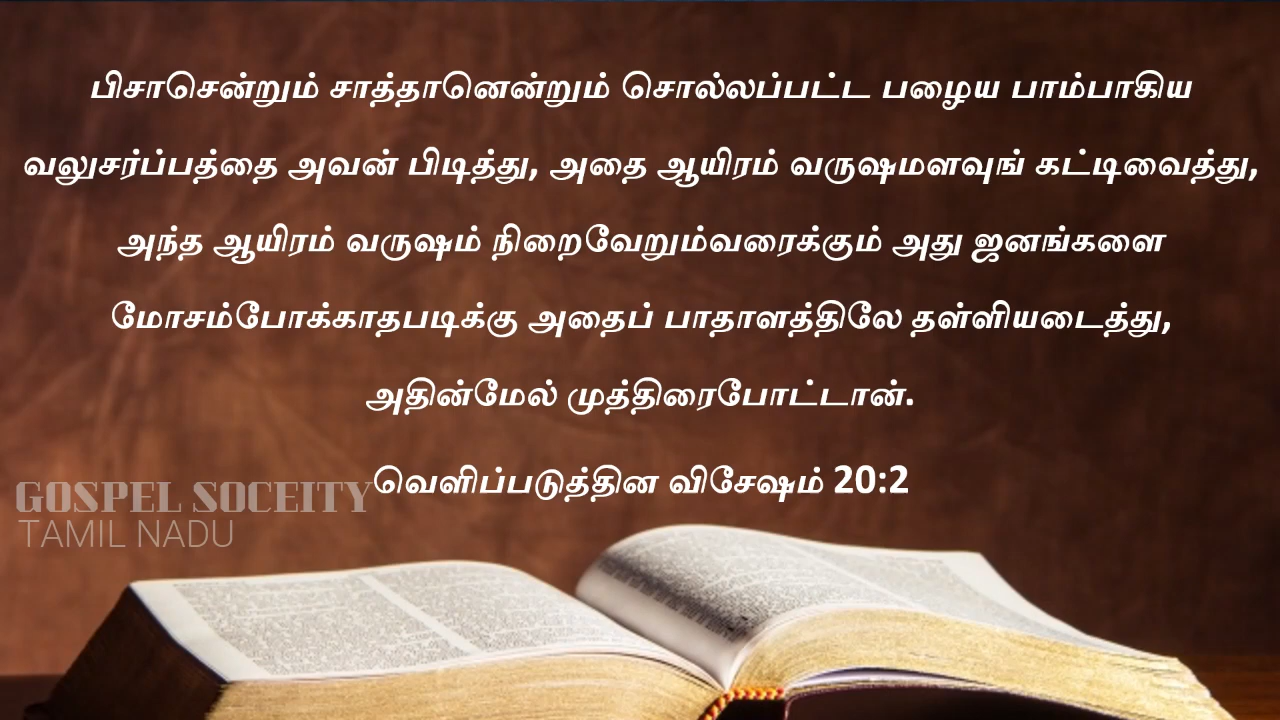 பிசாசென்றும் சாத்தானென்றும் சொல்லப்பட்ட பழைய பாம்பாகிய
வலுசர்ப்பத்தை அவன் பிடித்து, அதை ஆயிரம் வருஷமளவுங் கட்டிவைத்து,
அந்த ஆயிரம் வருஷம் நிறைவேறும்வரைக்கும் அது ஜனங்களை
மோசம்போக்காதபடிக்கு அதைப் பாதாளத்திலே தள்ளியடைத்து,
அதின்மேல் முத்திரைபோட்டான்.
வெளிப்படுத்தின விசேஷம் 20:2
GOSPEL SOCEITY
TAMIL NADU